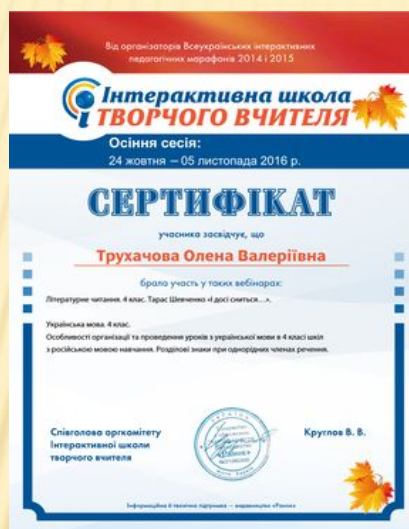 Від організаторів Всеукраїнських інтерактивних
педагогічних марафонів 2014 і 2015
Інтерактивна школа
ТВОРЧОГО ВЧИТЕЛЯ
Осіння сесія:
24 жовтня – 05 листопада 2016 р.
СЕРТИФІКАТ
учасника засвідчує, що
Трухачова Олена Валеріївна
брала участь у таких вебінарах:
Літературне читання. 4 клас. Тарас Шевченко «І досі сниться…».
Українська мова. 4 клас.
Особливості організації та проведення уроків з української мови в 4 класі шкіл
з російською мовою навчання. Розділові знаки при однорідних членах речення.
Співголова оргкомітету
Інтерактивної школи
творчого вчителя
Круглов В. В.
Інформаційна й технічна підтримка — видавництво «Ранок»